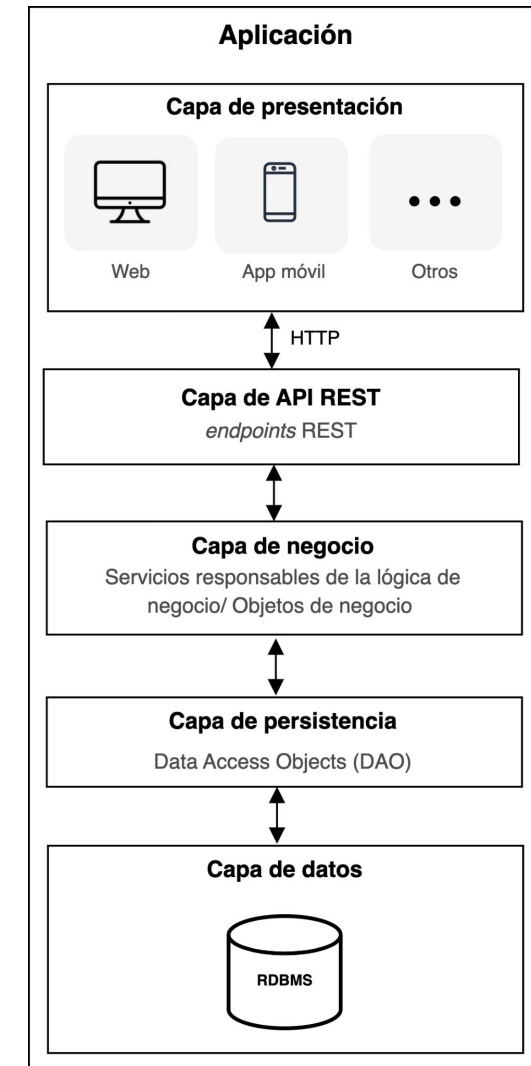 Aplicación
Capa de presentación
Web App móvil Otros
HTTP
Capa de API REST
endpoints REST
Capa de negocio
Servicios responsables de la lógica de
negocio/ Objetos de negocio
Capa de persistencia
Data Access Objects (DAO)
Capa de datos
RDBMS